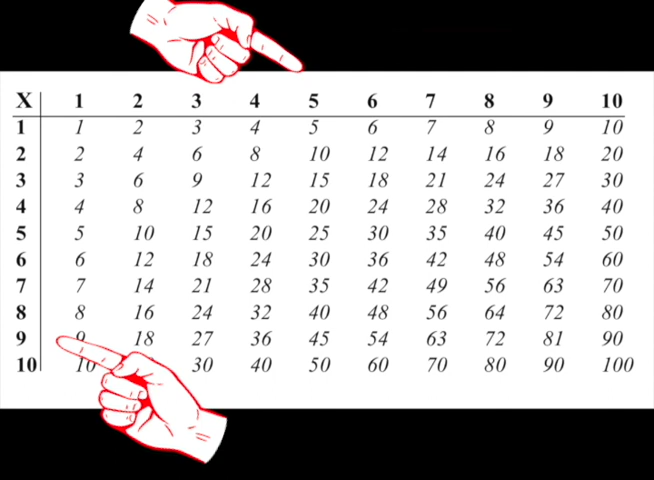 X 1 2 3 4 5 6 7 8 9 10
1 1 2 3 4 5 6 7 8 9 10
2 2 4 6 8 10 12 14 16 18 20
3 3 6 9 12 15 18 21 24 27 30
4 4 8 12 16 20 24 28 32 36 40
5 5 10 15 20 25 30 35 40 45 50
6 6 12 18 24 30 36 42 48 54 60
7 7 14 21 28 35 42 49 56 63 70
8 8 16 24 32 40 48 56 64 72 80
9 9 18 27 36 45 54 63 72 81 90
10 10 30 40 50 60 70 80 90 100